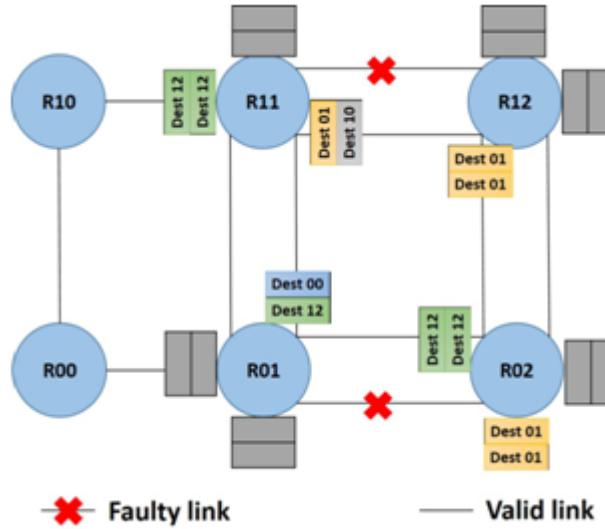 R10
Dest 12
Dest 12
R11
R12
Dest 01
Dest 10
Dest 01
Dest 01
Dest 00
Dest 12
Dest 12
Dest 12
R00
R01
R02
Dest 01
Dest 01
Faulty link
Valid link